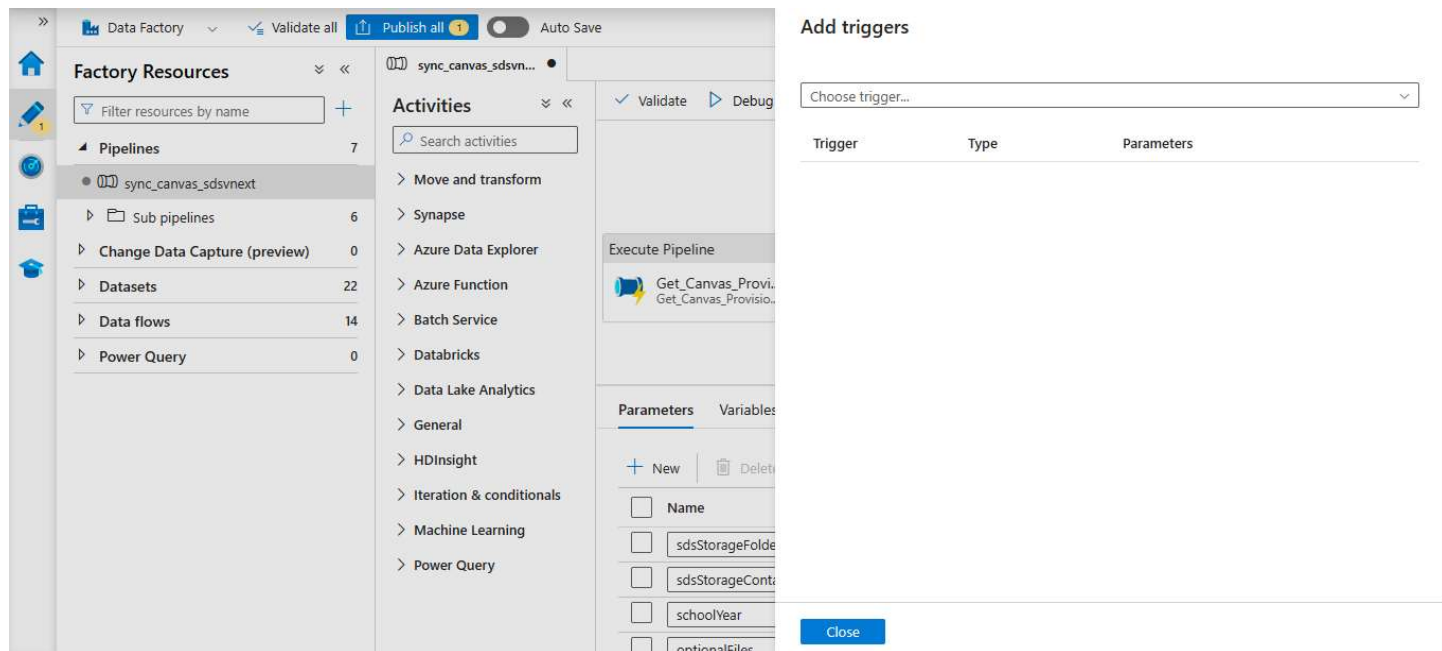 Data Factory
Validate all
Publish all 1
Auto Save
Add triggers
Factory Resources
sync_canvas_sdsvn...
Filter resources by name
Activities
Validate
Debug
Choose trigger...
1
Pipelines 7
Search activities
Trigger Type Parameters
sync_canvas_sdsvnext
Sub pipelines 6
Change Data Capture (preview) 0
Datasets 22
Data flows 14
Power Query 0
Move and transform
Synapse
Azure Data Explorer
Azure Function
Batch Service
Databricks
Data Lake Analytics
General
HDInsight
Iteration & conditionals
Machine Learning
Power Query
Execute Pipeline
Get_Canvas_Provi...
Get_Canvas_Provisio...
Parameters Variables
New Delete
Name
sdsStorageFolde
sdsStorageConta
schoolYear
optionalFiles
Close